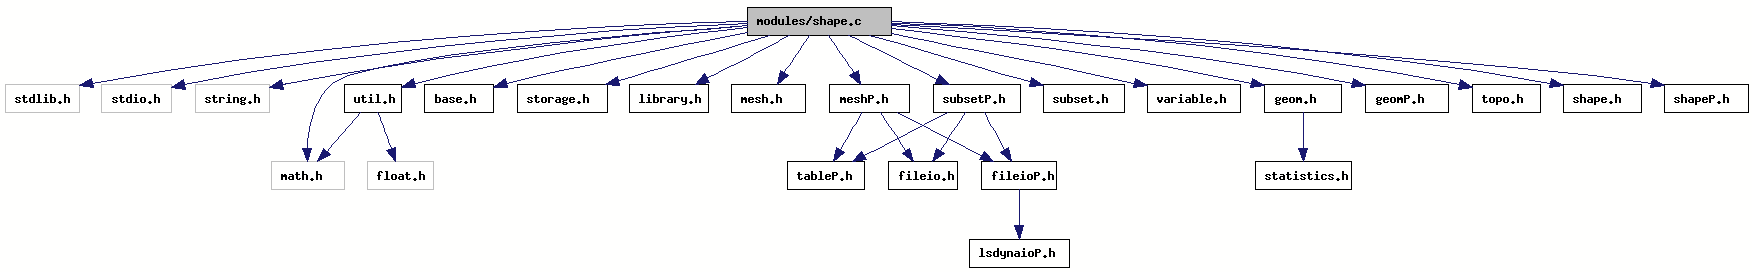 modules/shape.c
stdlib.h
stdio.h
string.h
util.h
base.h
storage.h
library.h
mesh.h
meshP.h
subsetP.h
subset.h
variable.h
geom.h
geomP.h
topo.h
shape.h
shapeP.h
math.h
float.h
tableP.h
fileio.h
fileioP.h
statistics.h
lsdynaioP.h